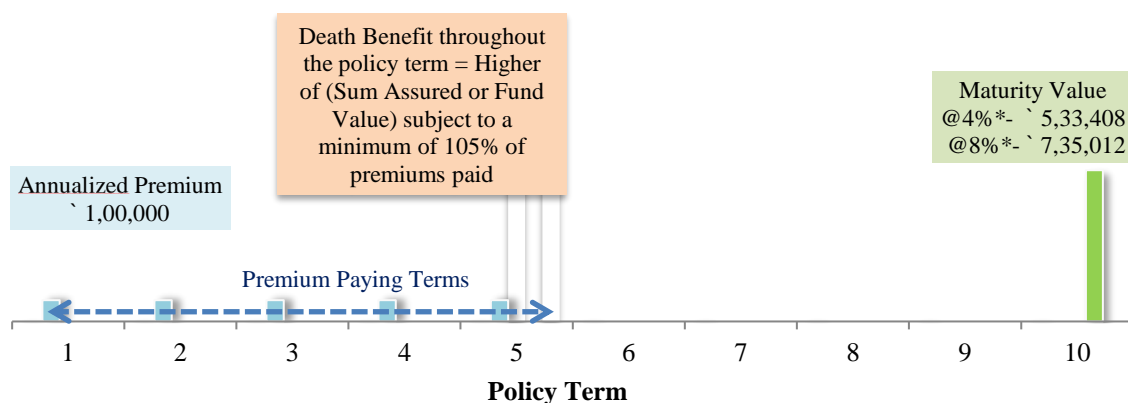 Death Benefit throughout
the policy term = Higher
of (Sum Assured or Fund
Value) subject to a
minimum of 105% of
premiums paid
Maturity Value
@4%*- ` 5,33,408
@8%*- ` 7,35,012
Annualized Premium
` 1,00,000
Premium Paying Terms
1 2 3 4 5 6 7 8 9 10
Policy Term